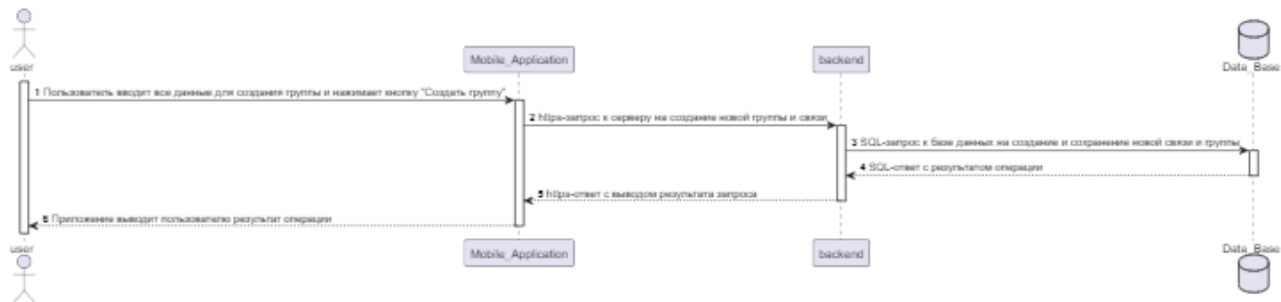 user
Mobile_Application
backend
Data_Base
1 Пользователь вводит все данные для создания группы и нажимает кнопку "Создать группу"
2 https-запрос к серверу на создание новой группы и связи
3 SQL-запрос к базе данных на создание и сохранение новой связи и группы
4 SQL-ответ с результатом операции
5 https-ответ с выводом результата запроса
6 Приложение выводит пользователю результат операции
user
Mobile_Application
backend
Data_Base